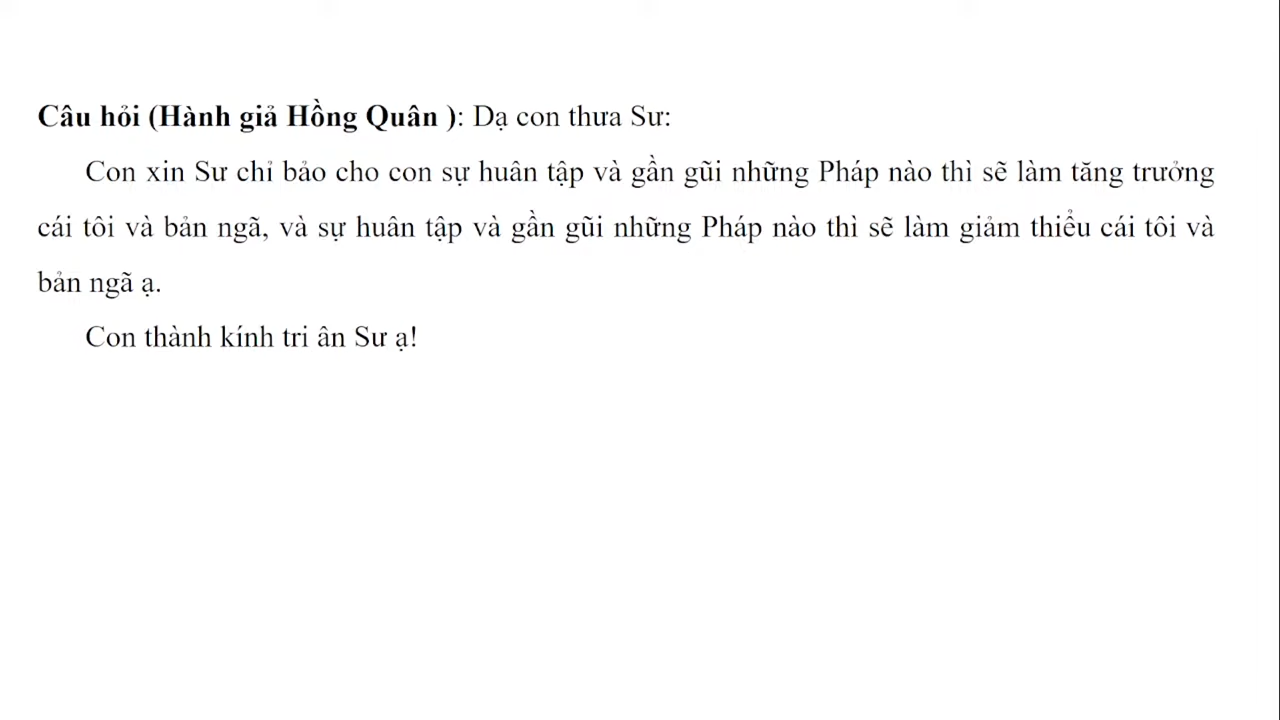 Câu hỏi (Hành giả Hồng Quân ): Dạ con thưa Sư:
Con xin Sư chỉ bảo cho con sự huân tập và gần gũi những Pháp nào thì sẽ làm tăng trưởng
cái tôi và bản ngã, và sự huân tập và gần gũi những Pháp nào thì sẽ làm giảm thiểu cái tôi và
bản ngã ạ.
Con thành kính tri ân Sư ạ!